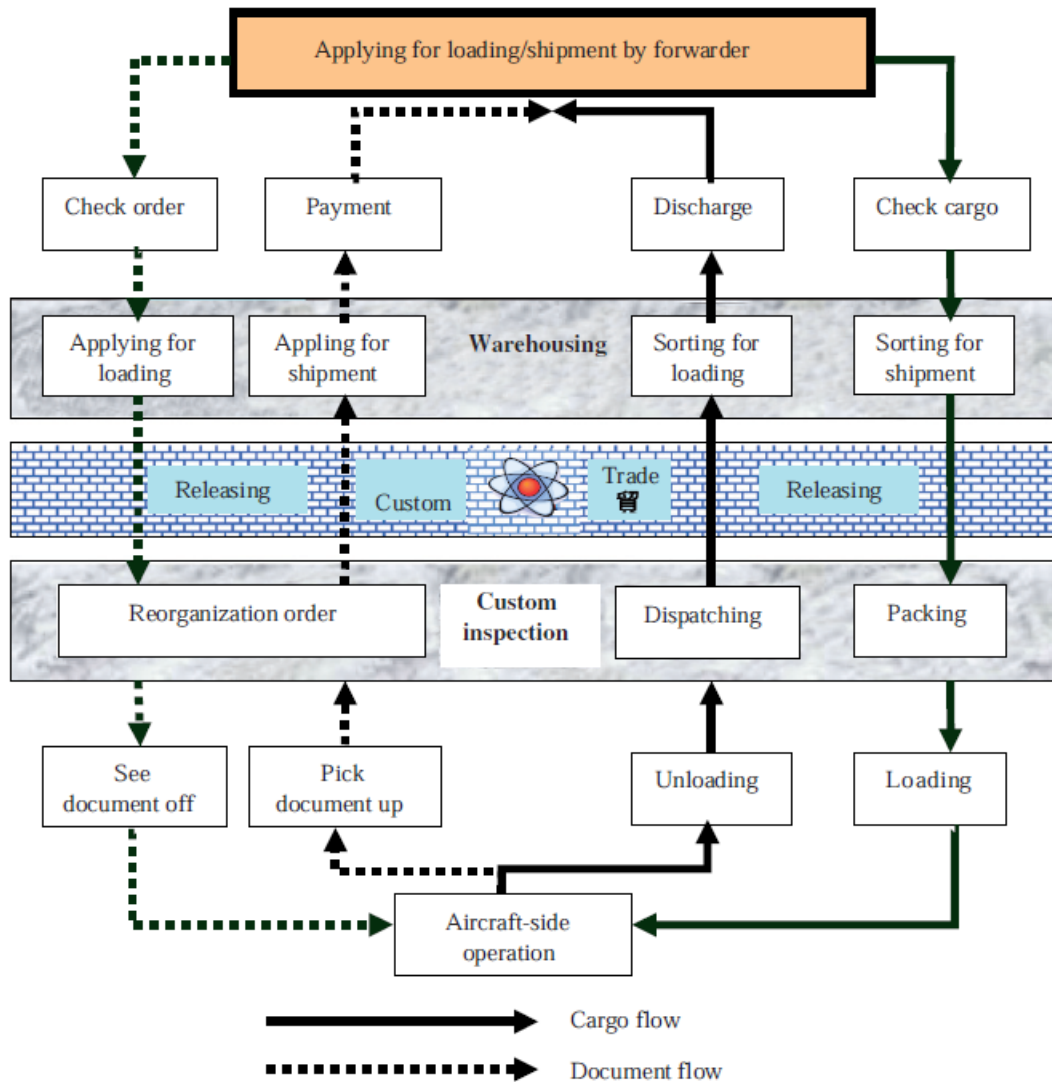 Applying for loading/shipment by forwarder
Check order
Payment
Discharge
Check cargo
Applying for
loading
Appling for
shipment
Warehousing
Sorting for
loading
Sorting for
shipment
Releasing
Custom
Trade
貿
Releasing
Reorganization order
Custom
inspection
Dispatching
Packing
See
document off
Pick
document up
Unloading
Loading
Aircraft-side
operation
Cargo flow
Document flow